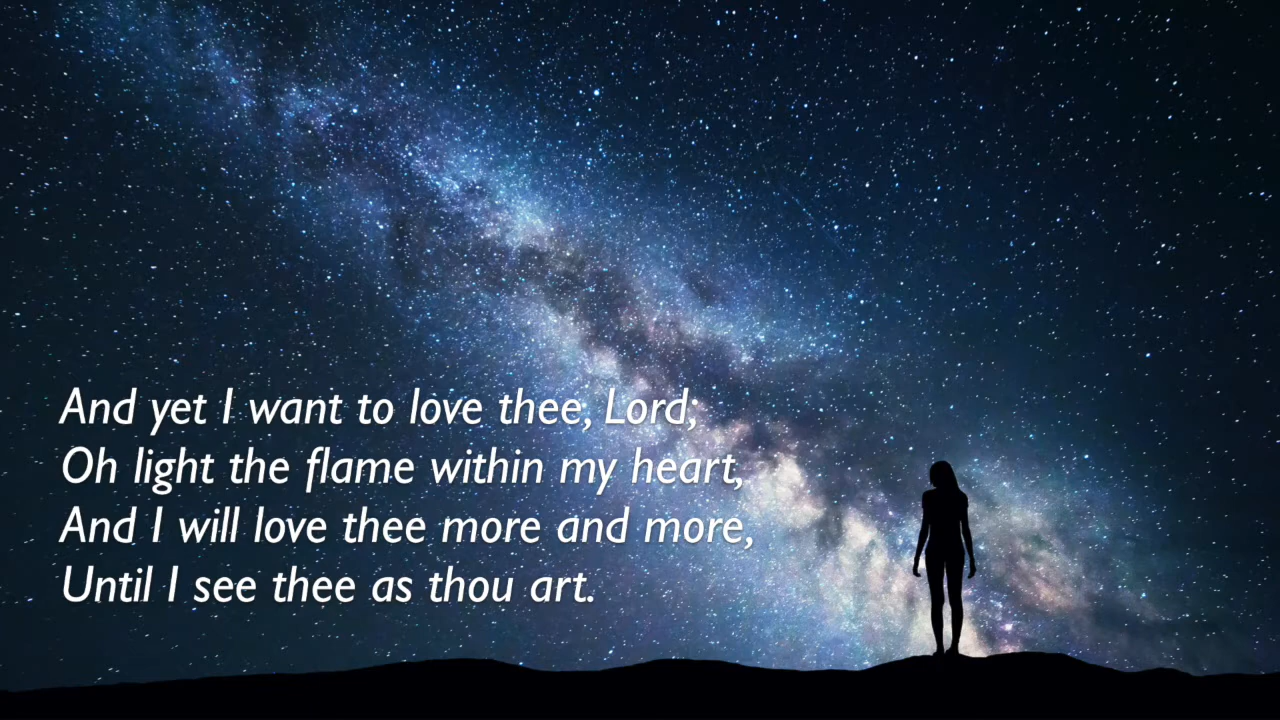 And yet I want to love thee, Lord;
Oh light the flame within my heart,
And I will love thee more and more,
Until I see thee as thou art.